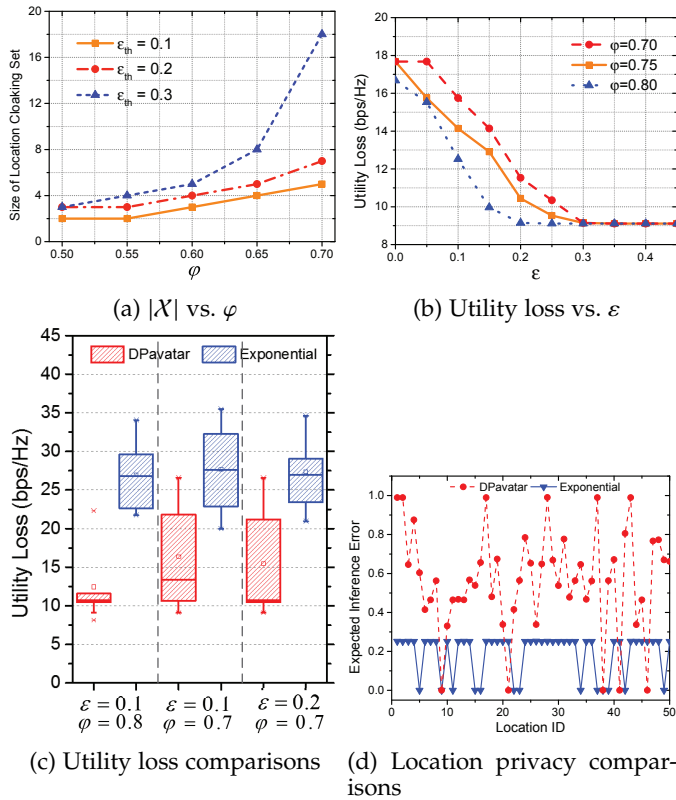 Size of Location Cloaking Set
20
16
12
8
4
0
ε_th = 0.1
ε_th = 0.2
ε_th = 0.3
0.50 0.55 0.60 0.65 0.70
φ
(a) |X| vs. φ
Utility Loss (bps/Hz)
20
18
16
14
12
10
8
φ=0.70
φ=0.75
φ=0.80
0.0 0.1 0.2 0.3 0.4
ε
(b) Utility loss vs. ε
Utility Loss (bps/Hz)
45
40
35
30
25
20
15
10
5
0
DPavatar Exponential
ε = 0.1 ε = 0.1 ε = 0.2
φ = 0.8 φ = 0.7 φ = 0.7
(c) Utility loss comparisons
Expected Inference Error
1.0
0.8
0.6
0.4
0.2
0.0
DPavatar Exponential
0 10 20 30 40 50
Location ID
(d) Location privacy compar-
isons